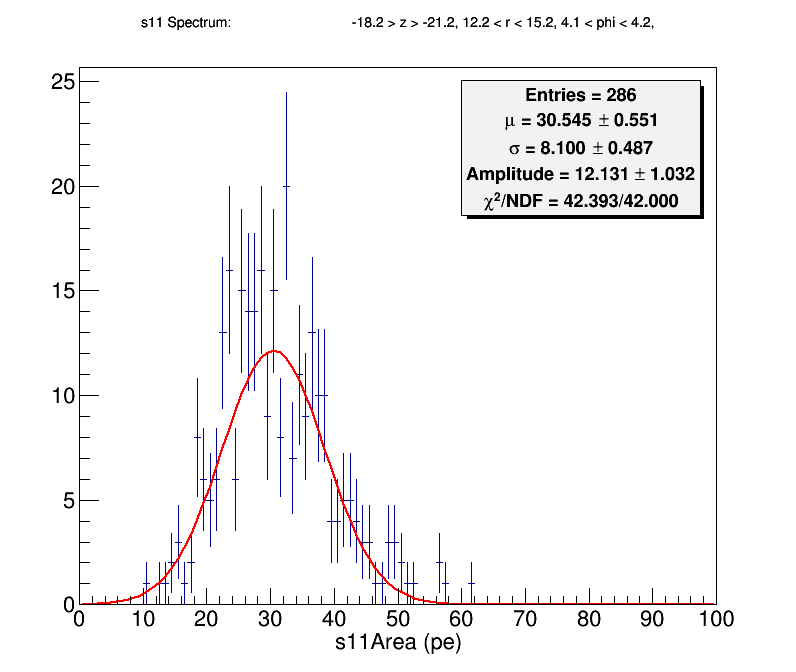 s11 Spectrum: -18.2 > z > -21.2, 12.2 < r < 15.2, 4.1 < phi < 4.2,
Entries = 286
μ = 30.545 ± 0.551
σ = 8.100 ± 0.487
Amplitude = 12.131 ± 1.032
χ²/NDF = 42.393/42.000
25
20
15
10
5
0
0 10 20 30 40 50 60 70 80 90 100
s11Area (pe)